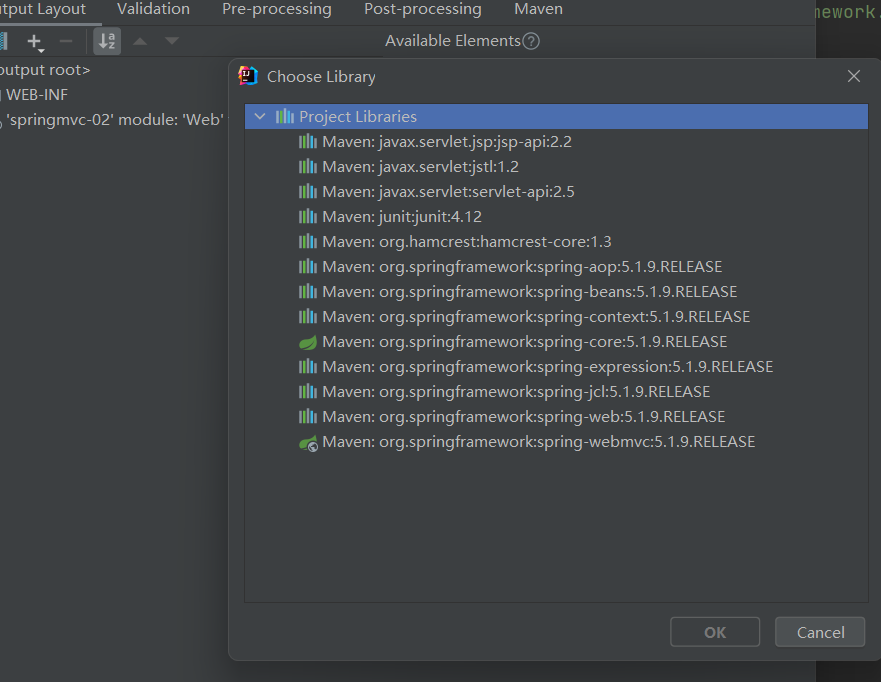 tput Layout Validation Pre-processing Post-processing Maven
mework.
Available Elements
output root>
WEB-INF
'springmvc-02' module: 'Web'
Choose Library
Project Libraries
Maven: javax.servlet.jsp:jsp-api:2.2
Maven: javax.servlet:jstl:1.2
Maven: javax.servlet:servlet-api:2.5
Maven: junit:junit:4.12
Maven: org.hamcrest:hamcrest-core:1.3
Maven: org.springframework:spring-aop:5.1.9.RELEASE
Maven: org.springframework:spring-beans:5.1.9.RELEASE
Maven: org.springframework:spring-context:5.1.9.RELEASE
Maven: org.springframework:spring-core:5.1.9.RELEASE
Maven: org.springframework:spring-expression:5.1.9.RELEASE
Maven: org.springframework:spring-jcl:5.1.9.RELEASE
Maven: org.springframework:spring-web:5.1.9.RELEASE
Maven: org.springframework:spring-webmvc:5.1.9.RELEASE
OK Cancel